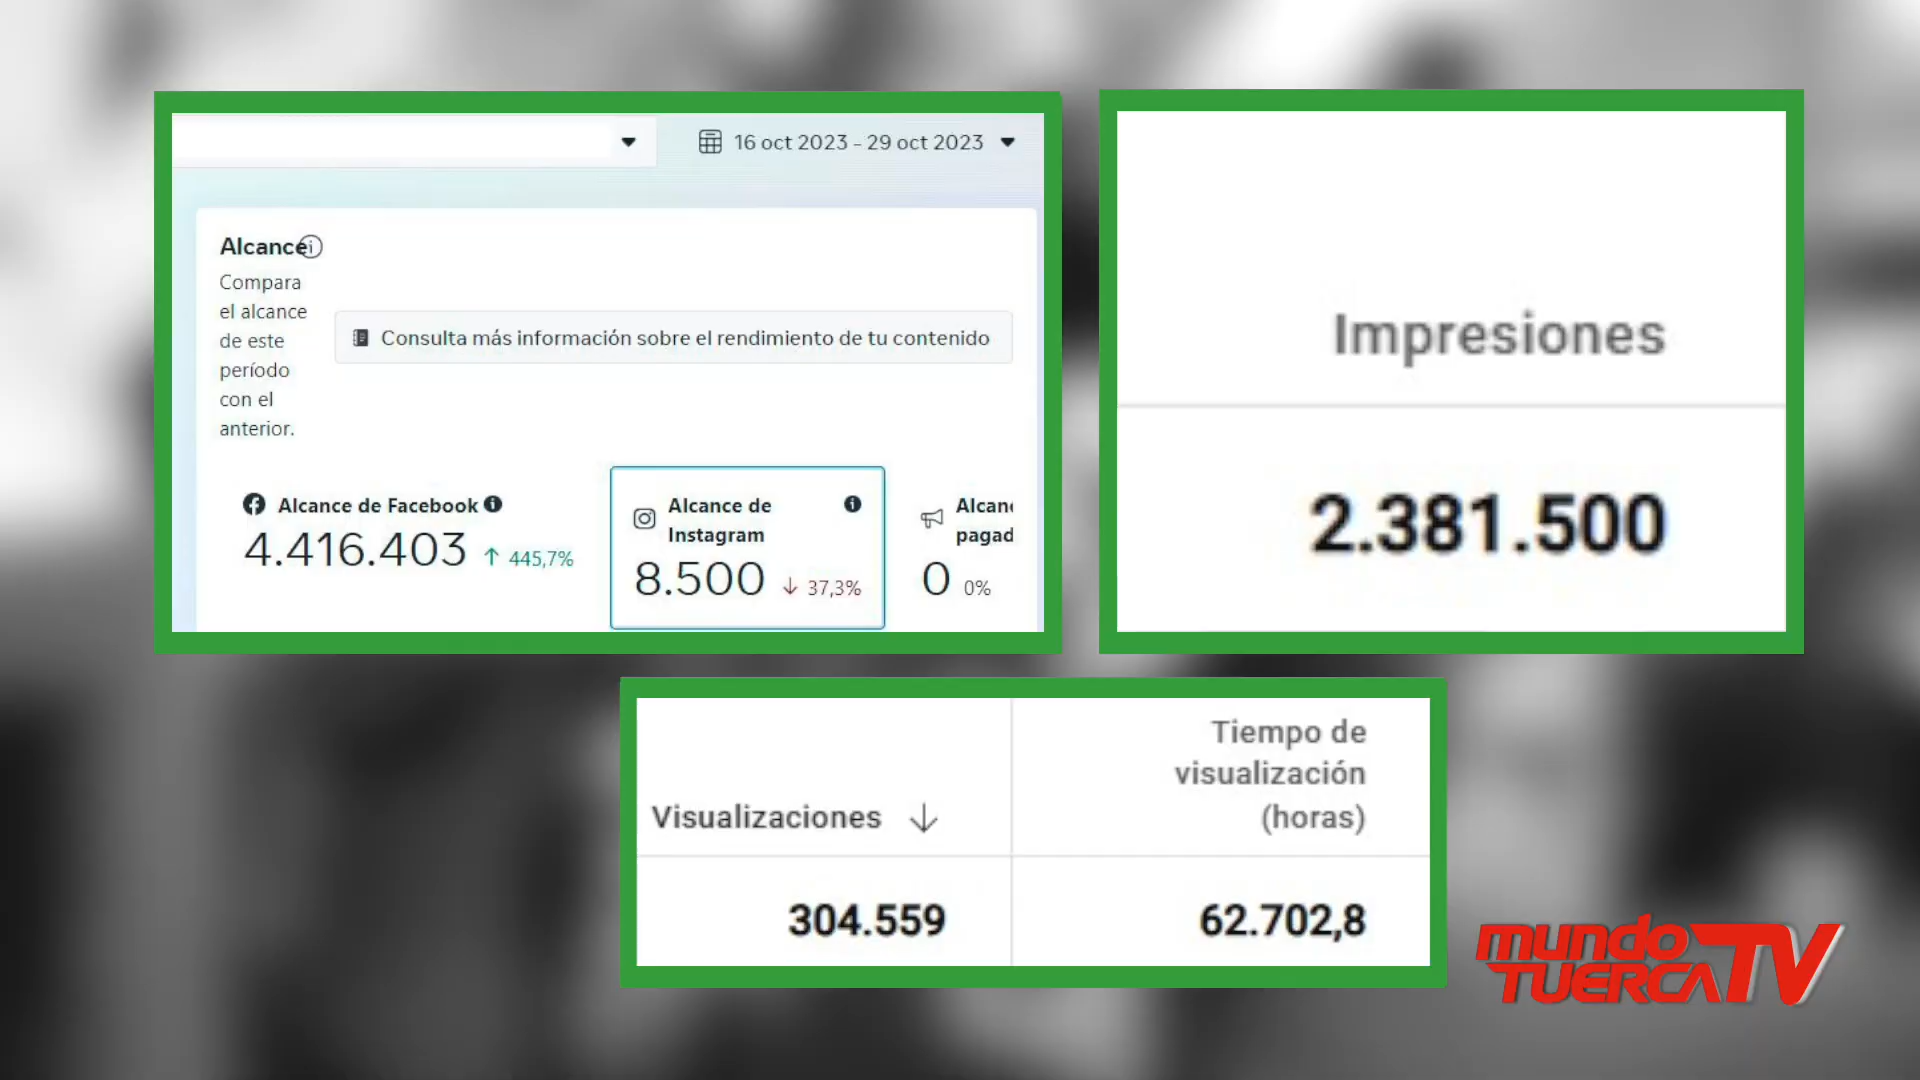 16 oct 2023 - 29 oct 2023
Alcance
Compara
el alcance
de este
período
con el
anterior.
Consulta más información sobre el rendimiento de tu contenido
Alcance de Facebook
4.416.403 ↑ 445,7%
Alcance de
Instagram
8.500 ↓ 37,3%
Alcan
pagad
0 0%
Impresiones
2.381.500
Visualizaciones ↓
Tiempo de
visualización
(horas)
304.559
62.702,8
mundo
TUERCA TV